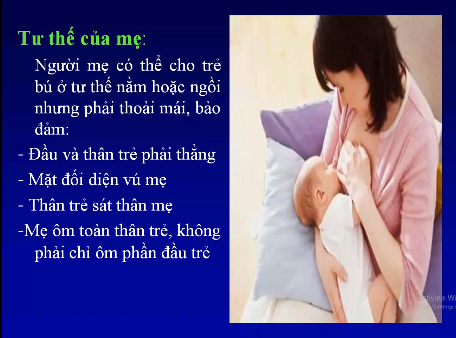 Tư thế của mẹ:
Người mẹ có thể cho trẻ
bú ở tư thế nằm hoặc ngồi
nhưng phải thoải mái, bảo
đảm:
- Đầu và thân trẻ phải thẳng
- Mặt đối diện vú mẹ
- Thân trẻ sát thân mẹ
-Mẹ ôm toàn thân trẻ, không
phải chỉ ôm phần đầu trẻ